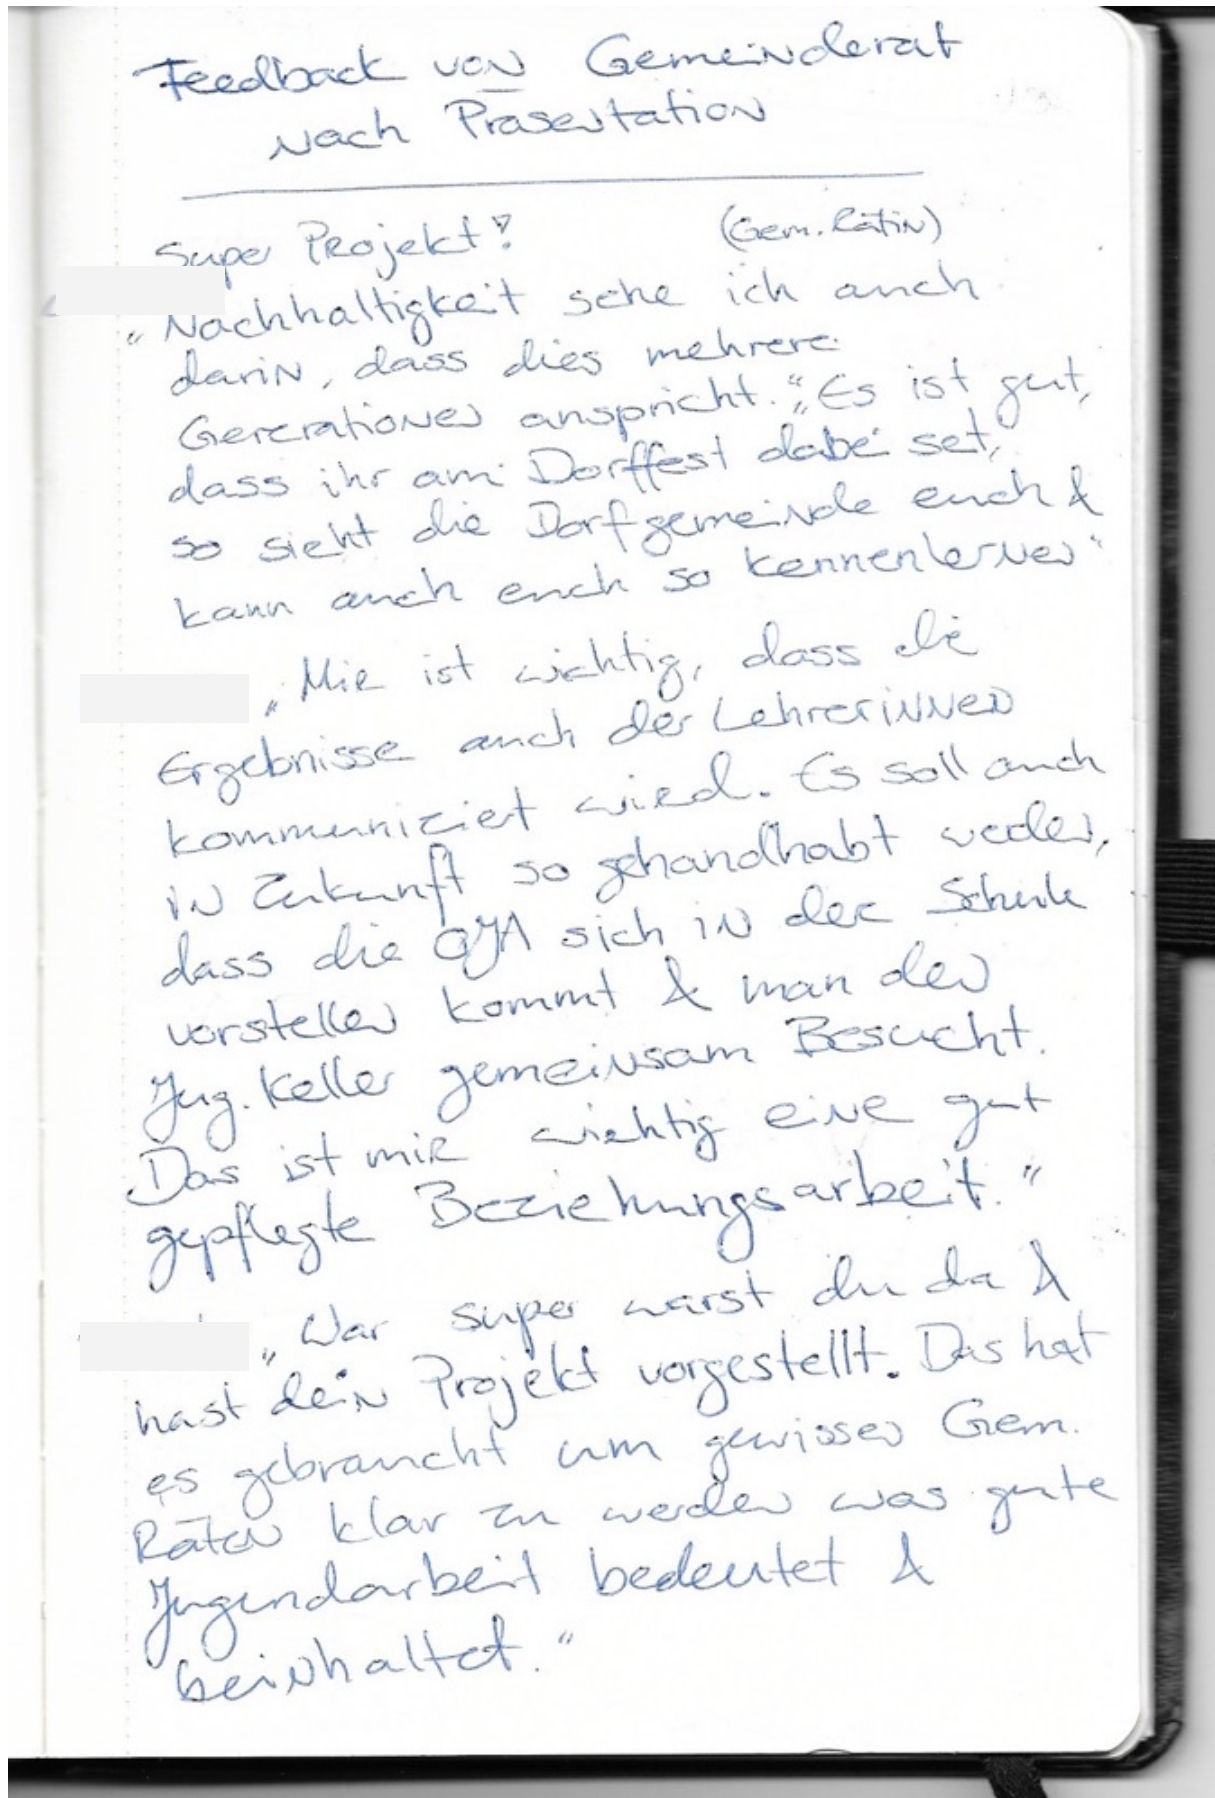 Feedback von Gemeinderat
nach Präsentation
Super Projekt! (Gem. Rätin)
„Nachhaltigkeit sehe ich auch
darin, dass dies mehrere
Generationen anspricht." „Es ist gut,
dass ihr am Dorffest dabei seit,
so sieht die Dorfgemeinde euch &
kann auch euch so kennenlernen"
„Mir ist wichtig, dass die
Ergebnisse auch der Lehrerinnen
kommuniziert wird. Es soll auch
in Zukunft so gehandhabt werden,
dass die OJA sich in der Schule
vorstellen kommt & man den
Jug. Keller gemeinsam Besucht.
Das ist mir wichtig eine gut
gepflegte Beziehungsarbeit."
„War super warst du da &
hast dein Projekt vorgestellt. Das hat
es gebraucht um gewissen Gem.
Räten klar zu werden was gute
Jugendarbeit bedeutet &
beinhaltet."